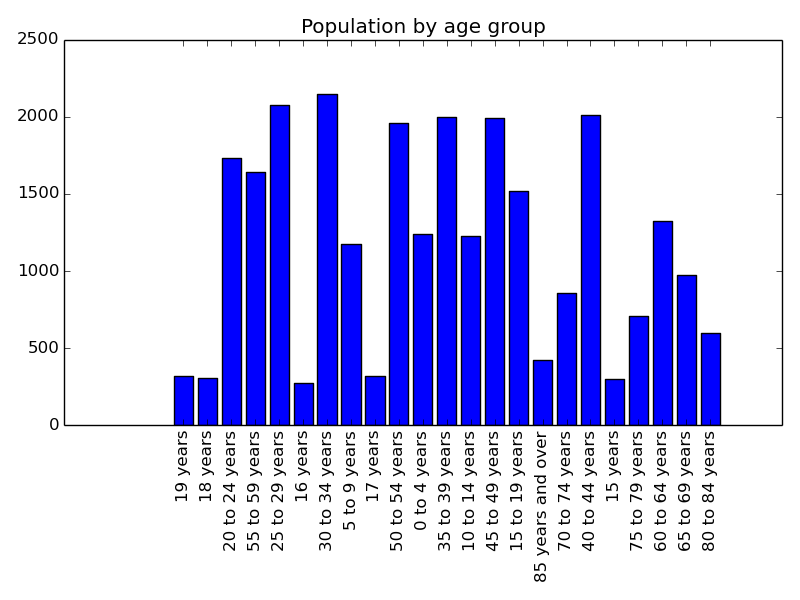 Population by age group
2500
2000
1500
1000
500
0
19 years
18 years
20 to 24 years
55 to 59 years
25 to 29 years
16 years
30 to 34 years
5 to 9 years
17 years
50 to 54 years
0 to 4 years
35 to 39 years
10 to 14 years
45 to 49 years
15 to 19 years
85 years and over
70 to 74 years
40 to 44 years
15 years
75 to 79 years
60 to 64 years
65 to 69 years
80 to 84 years